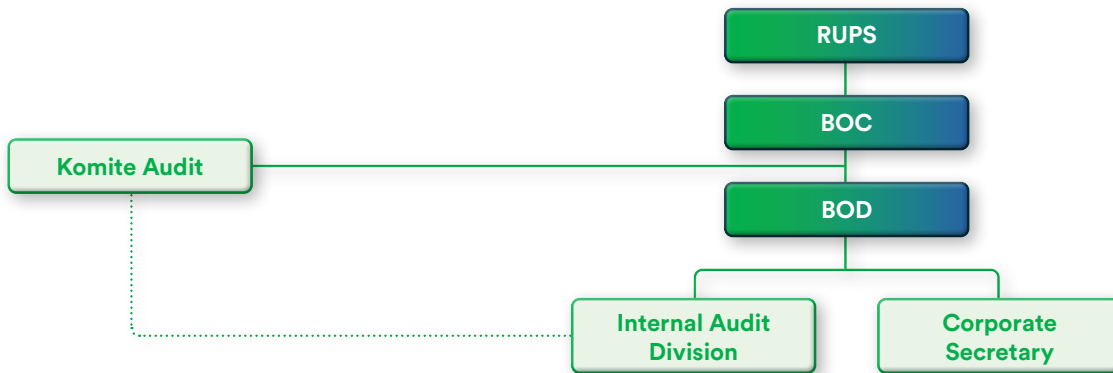 RUPS
BOC
Komite Audit
BOD
Internal Audit
Division
Corporate
Secretary